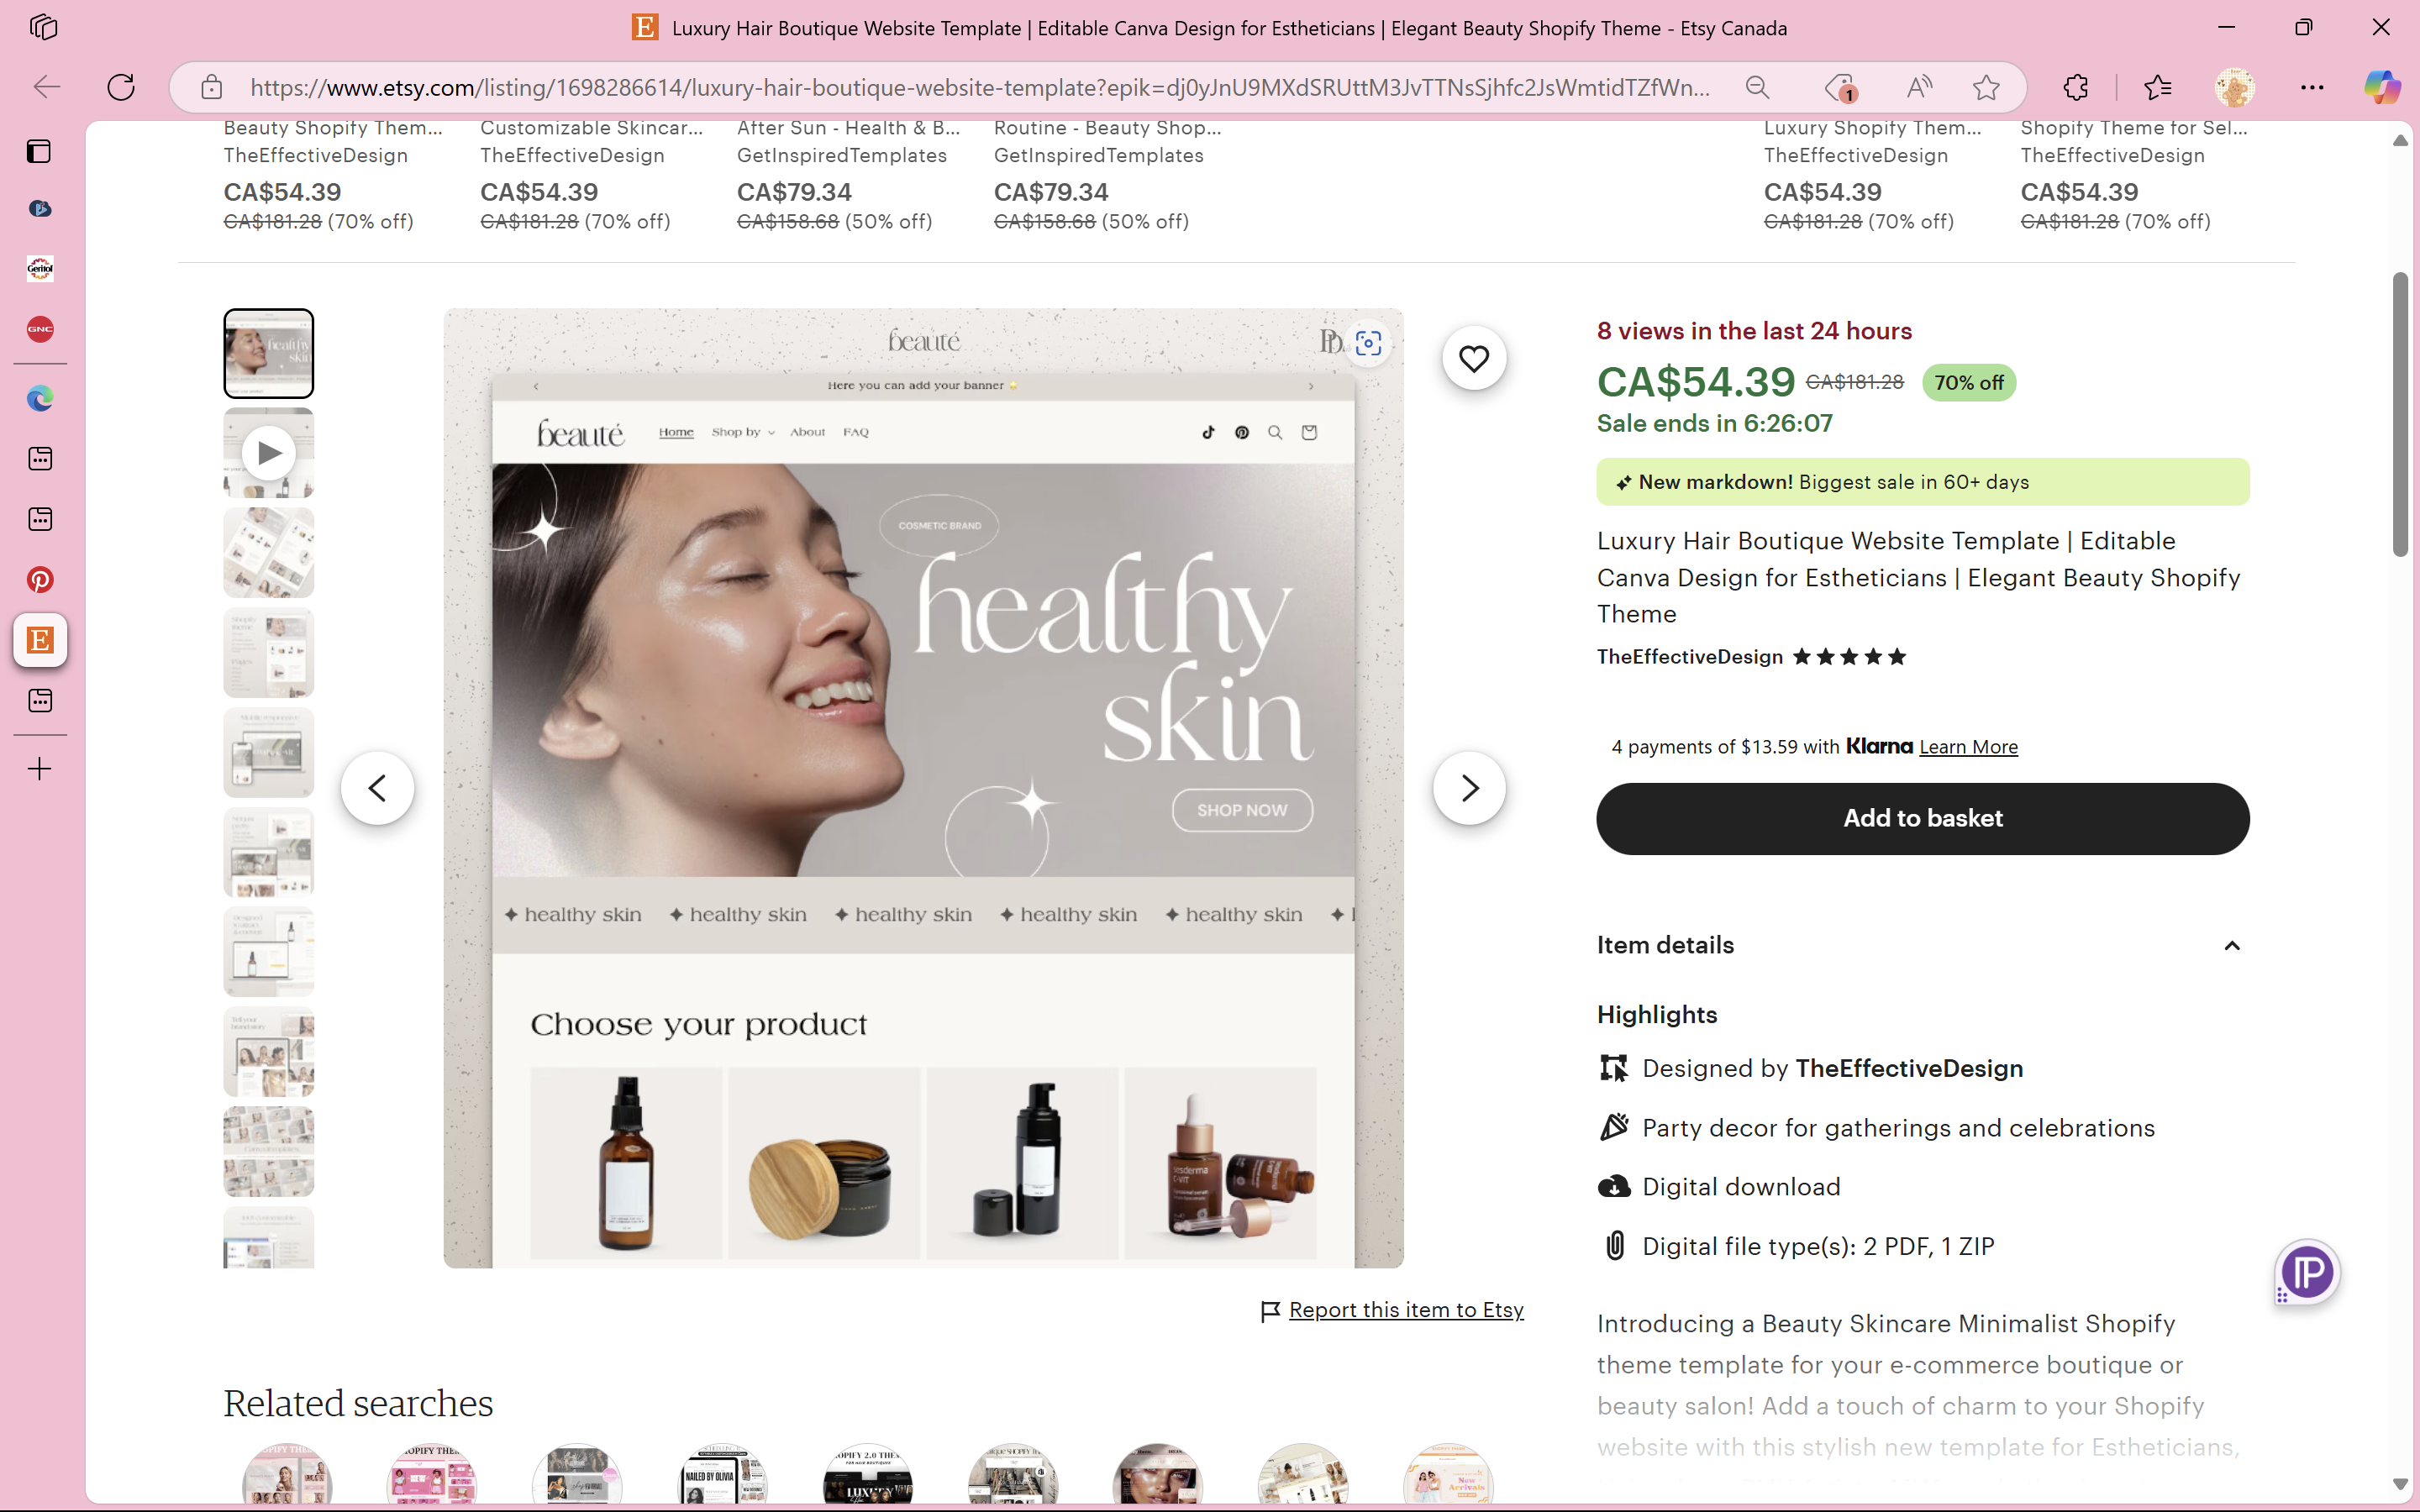 Luxury Hair Boutique Website Template | Editable Canva Design for Estheticians | Elegant Beauty Shopify Theme - Etsy Canada
https://www.etsy.com/listing/1698286614/luxury-hair-boutique-website-template?epik=dj0yJnU9MXdSRUttM3JvTTNsSjhfc2JsWmtidTZfWn...
1
Beauty Shopify Them...
TheEffectiveDesign
CA$54.39
CA$181.28 (70% off)
Customizable Skincar...
TheEffectiveDesign
CA$54.39
CA$181.28 (70% off)
After Sun - Health & B...
GetInspiredTemplates
CA$79.34
CA$158.68 (50% off)
Routine - Beauty Shop...
GetInspiredTemplates
CA$79.34
CA$158.68 (50% off)
Luxury Shopify Them...
TheEffectiveDesign
CA$54.39
CA$181.28 (70% off)
Shopify Theme for Sel...
TheEffectiveDesign
CA$54.39
CA$181.28 (70% off)
Geritol
GNC
beauté
Here you can add your banner
beauté
Home Shop by About FAQ
COSMETIC BRAND
healthy
skin
SHOP NOW
healthy skin healthy skin healthy skin healthy skin healthy skin
Choose your product
sesderma
C-VIT
Report this item to Etsy
8 views in the last 24 hours
CA$54.39 CA$181.28 70% off
Sale ends in 6:26:07
New markdown! Biggest sale in 60+ days
Luxury Hair Boutique Website Template | Editable
Canva Design for Estheticians | Elegant Beauty Shopify
Theme
TheEffectiveDesign
4 payments of $13.59 with Klarna Learn More
Add to basket
Item details
Highlights
Designed by TheEffectiveDesign
Party decor for gatherings and celebrations
Digital download
Digital file type(s): 2 PDF, 1 ZIP
Introducing a Beauty Skincare Minimalist Shopify
theme template for your e-commerce boutique or
beauty salon! Add a touch of charm to your Shopify
website with this stylish new template for Estheticians,
Related searches
NAILED BY OLIVIA
LUXURY
New
Arrivals